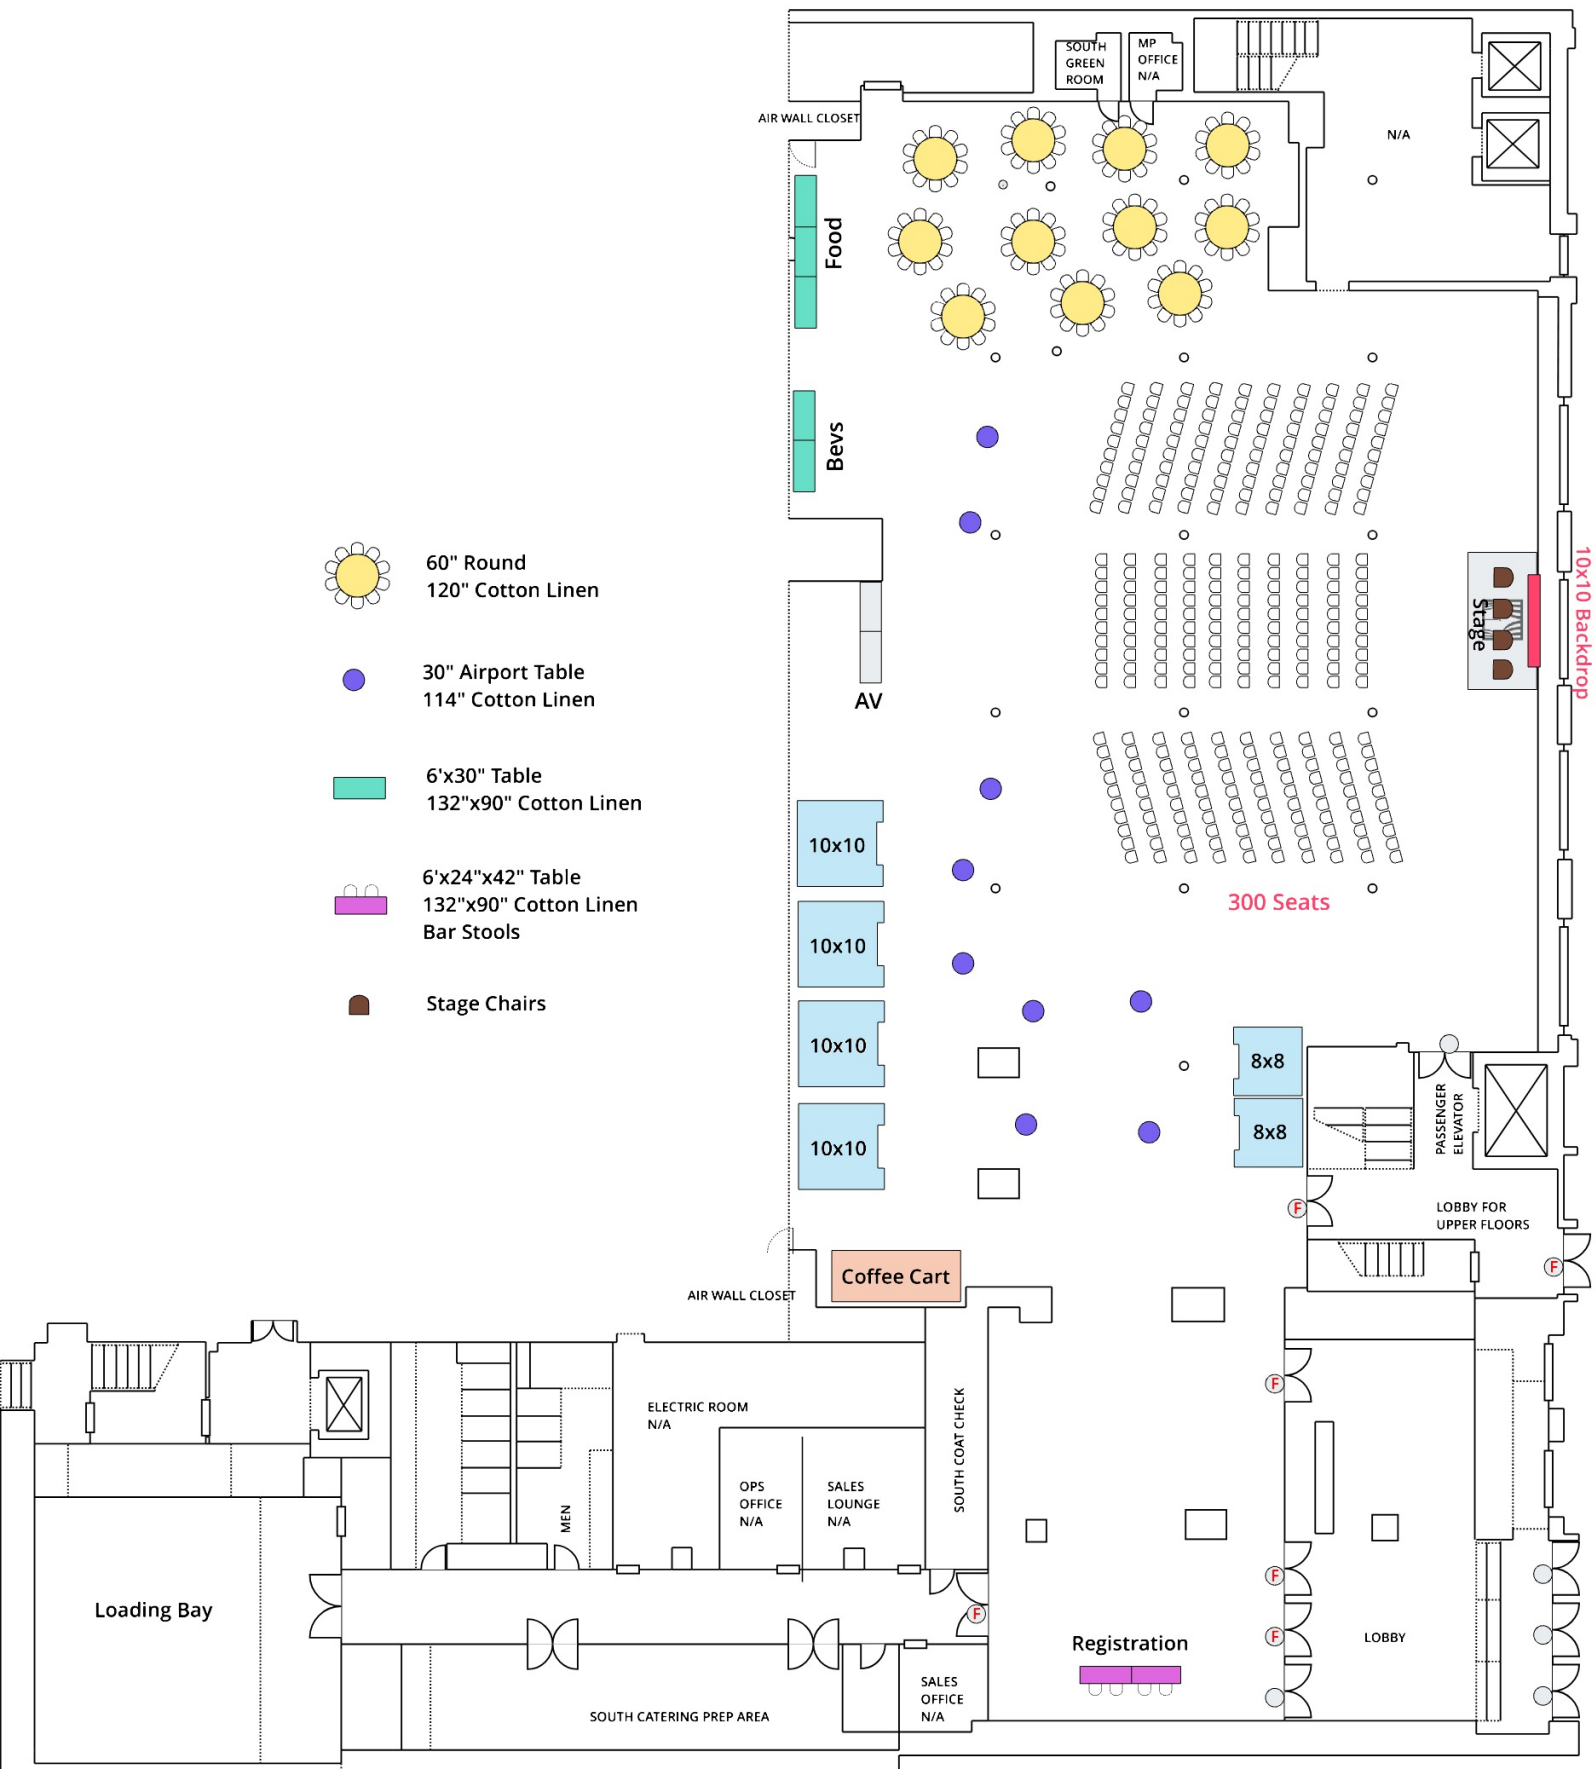 SOUTH
GREEN
ROOM
MP
OFFICE
N/A
AIR WALL CLOSET
N/A
Food
Bevs
60" Round
120" Cotton Linen
30" Airport Table
114" Cotton Linen
6'x30" Table
132"x90" Cotton Linen
6'x24"x42" Table
132"x90" Cotton Linen
Bar Stools
Stage Chairs
AV
Stage
10x10 Backdrop
300 Seats
10x10
10x10
10x10
10x10
8x8
8x8
PASSENGER
ELEVATOR
LOBBY FOR
UPPER FLOORS
F
F
Coffee Cart
AIR WALL CLOSET
F
ELECTRIC ROOM
N/A
SOUTH COAT CHECK
OPS
OFFICE
N/A
SALES
LOUNGE
N/A
MEN
F
Loading Bay
F
F
Registration
LOBBY
SALES
OFFICE
N/A
SOUTH CATERING PREP AREA